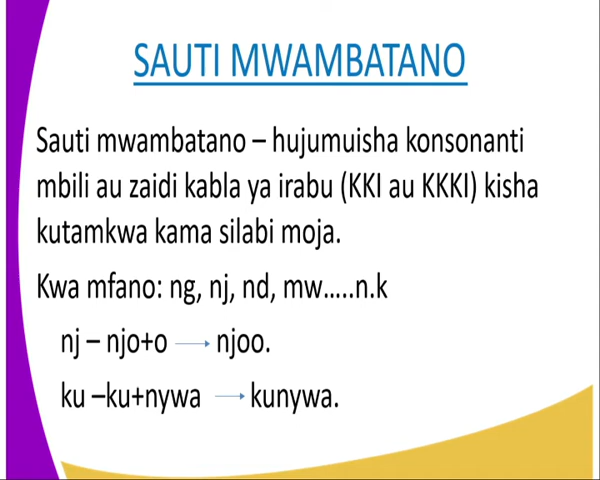 SAUTI MWAMBATANO
Sauti mwambatano – hujumuisha konsonanti
mbili au zaidi kabla ya irabu (KKI au KKKI) kisha
kutamkwa kama silabi moja.
Kwa mfano: ng, nj, nd, mw…..n.k
nj – njo+o → njoo.
ku –ku+nywa → kunywa.